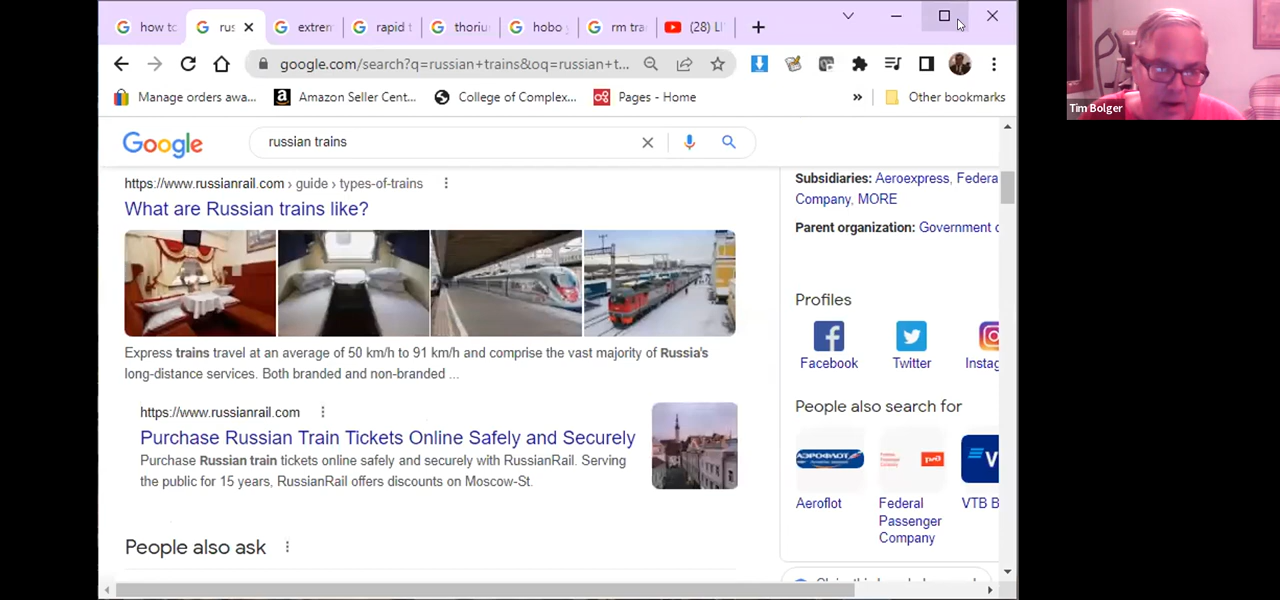 how to
rus
extrem
rapid t
thoriu
hobo
rm tra
(28) LI
google.com/search?q=russian+trains&oq=russian+t...
Manage orders awa...
Amazon Seller Cent...
College of Complex...
Pages - Home
»
Other bookmarks
Google
russian trains
https://www.russianrail.com › guide › types-of-trains
What are Russian trains like?
Express trains travel at an average of 50 km/h to 91 km/h and comprise the vast majority of Russia's
long-distance services. Both branded and non-branded ...
https://www.russianrail.com
Purchase Russian Train Tickets Online Safely and Securely
Purchase Russian train tickets online safely and securely with RussianRail. Serving
the public for 15 years, RussianRail offers discounts on Moscow-St.
People also ask
Subsidiaries: Aeroexpress, Federa
Company, MORE
Parent organization: Government o
Profiles
Facebook
Twitter
Instag
People also search for
АЭРОФЛОТ
Aeroflot
Federal
Passenger
Company
VTB B
Tim Bolger